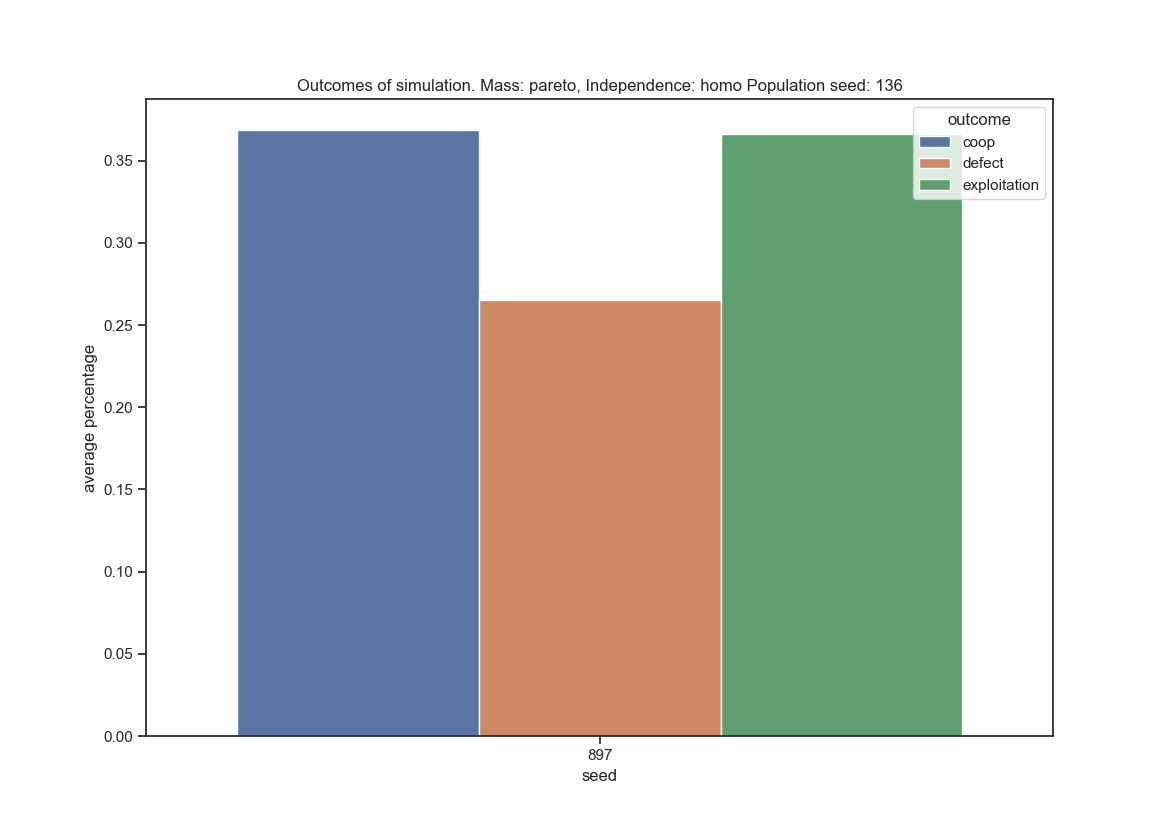 Outcomes of simulation. Mass: pareto, Independence: homo Population seed: 136
outcome
coop
defect
exploitation
0.35
0.30
0.25
0.20
0.15
0.10
0.05
0.00
average percentage
897
seed